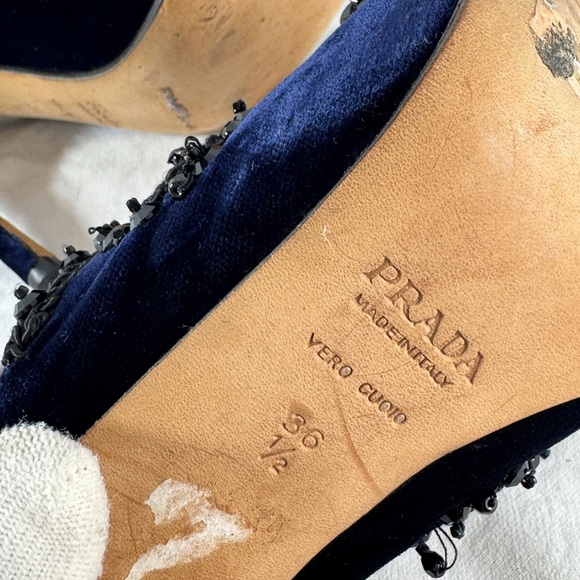 PRADA
MADE IN ITALY
VERO CUOIO
36
1/2